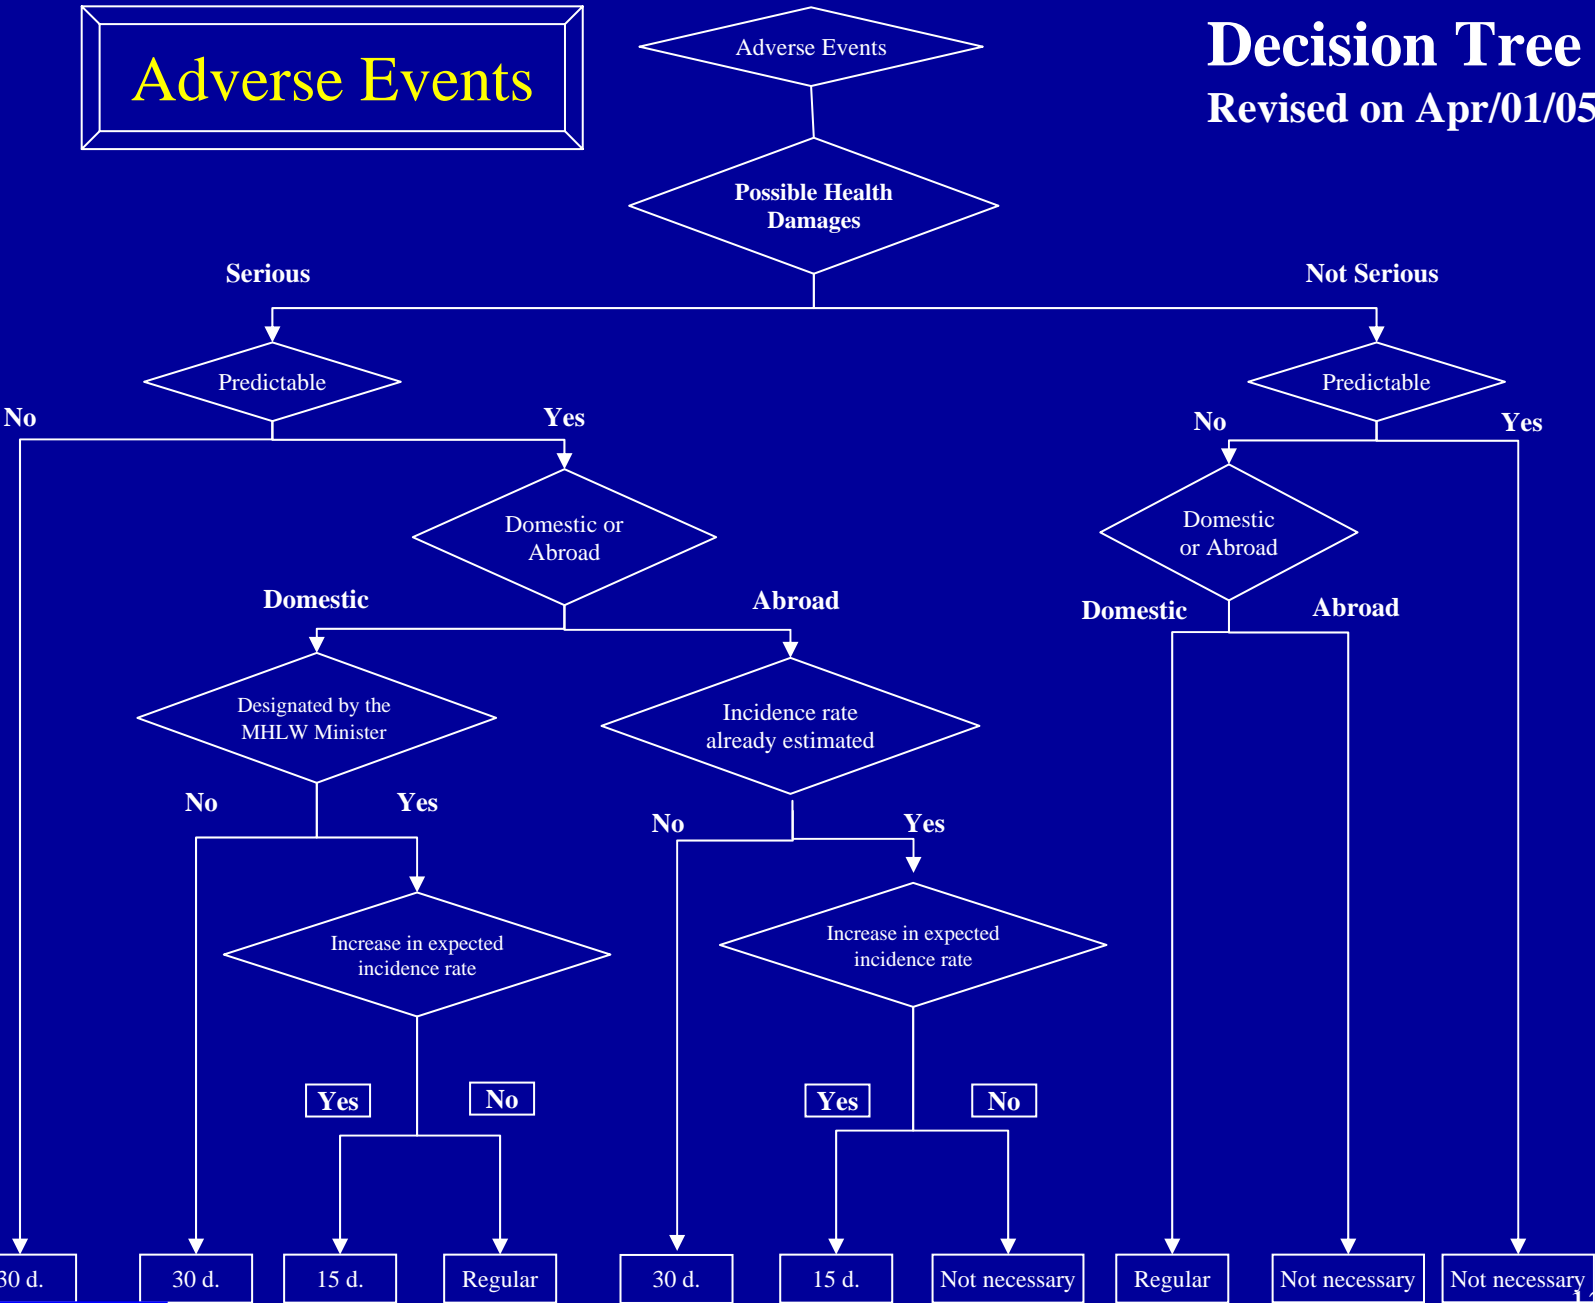 Adverse Events
Adverse Events
Decision Tree
Revised on Apr/01/05
Possible Health
Damages
Serious
Not Serious
Predictable
Predictable
No
Yes
No
Yes
Domestic or
Abroad
Domestic
or Abroad
Domestic
Abroad
Domestic
Abroad
Designated by the
MHLW Minister
Incidence rate
already estimated
No
Yes
No
Yes
Increase in expected
incidence rate
Increase in expected
incidence rate
Yes
No
Yes
No
30 d.
30 d.
15 d.
Regular
30 d.
15 d.
Not necessary
Regular
Not necessary
Not necessary